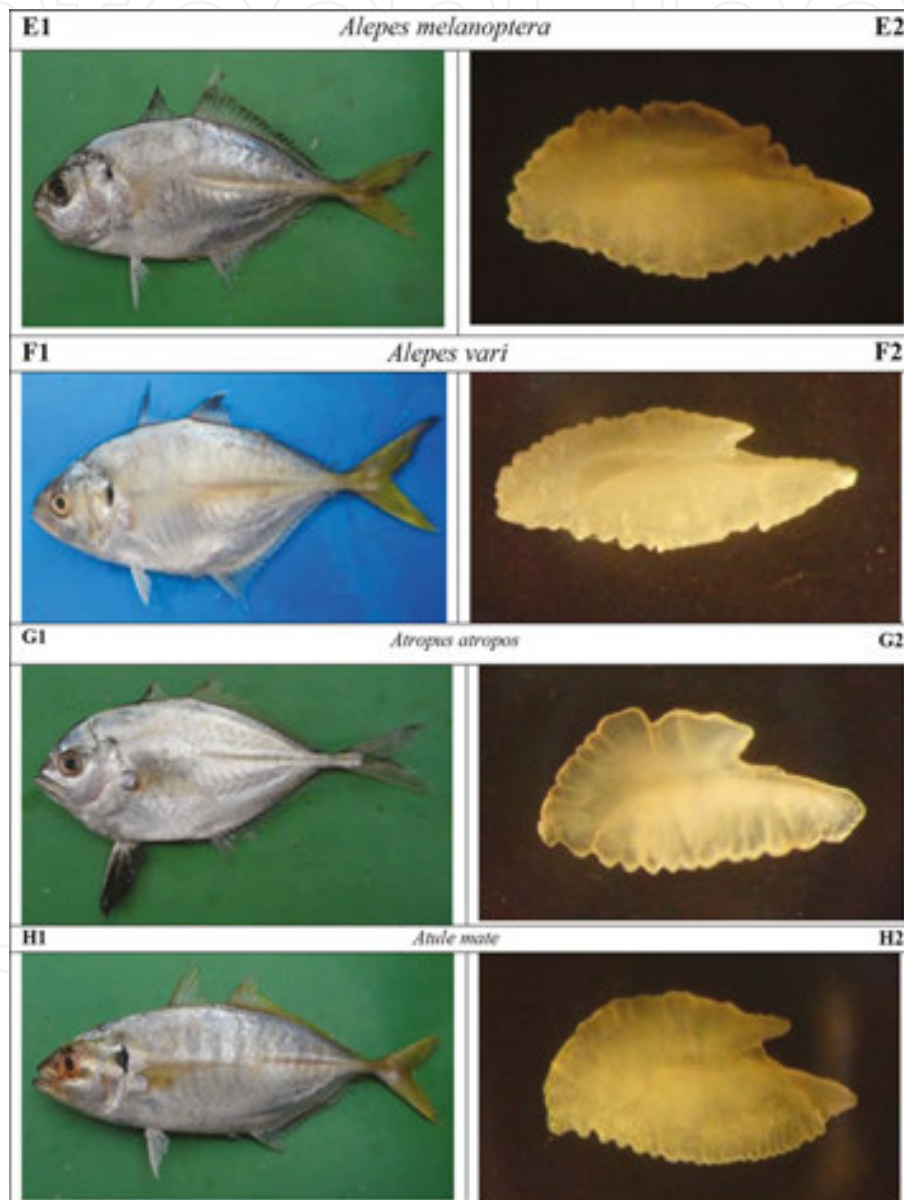 E1 Alepes melanoptera E2
F1 Alepes vari F2
G1 Atropus atropos G2
H1 Atule mate H2